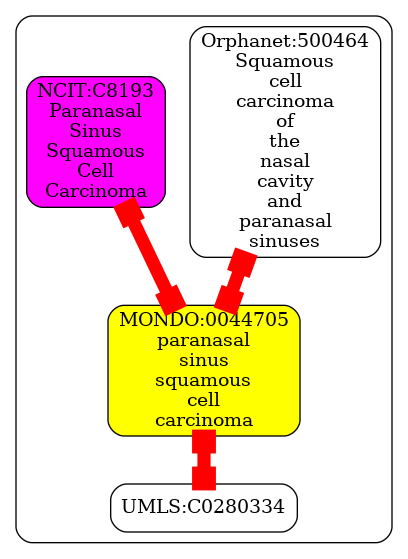 NCIT:C8193
Paranasal
Sinus
Squamous
Cell
Carcinoma
Orphanet:500464
Squamous
cell
carcinoma
of
the
nasal
cavity
and
paranasal
sinuses
MONDO:0044705
paranasal
sinus
squamous
cell
carcinoma
UMLS:C0280334